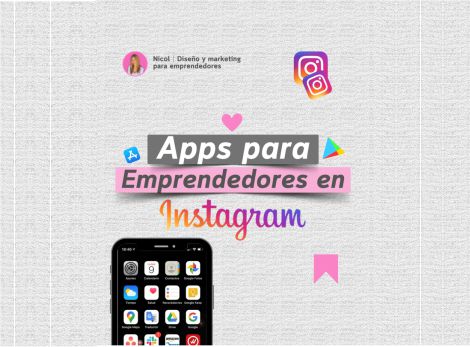 Nicol | Diseño y marketing
para emprendedores
Apps para
Emprendedores en
Instagram